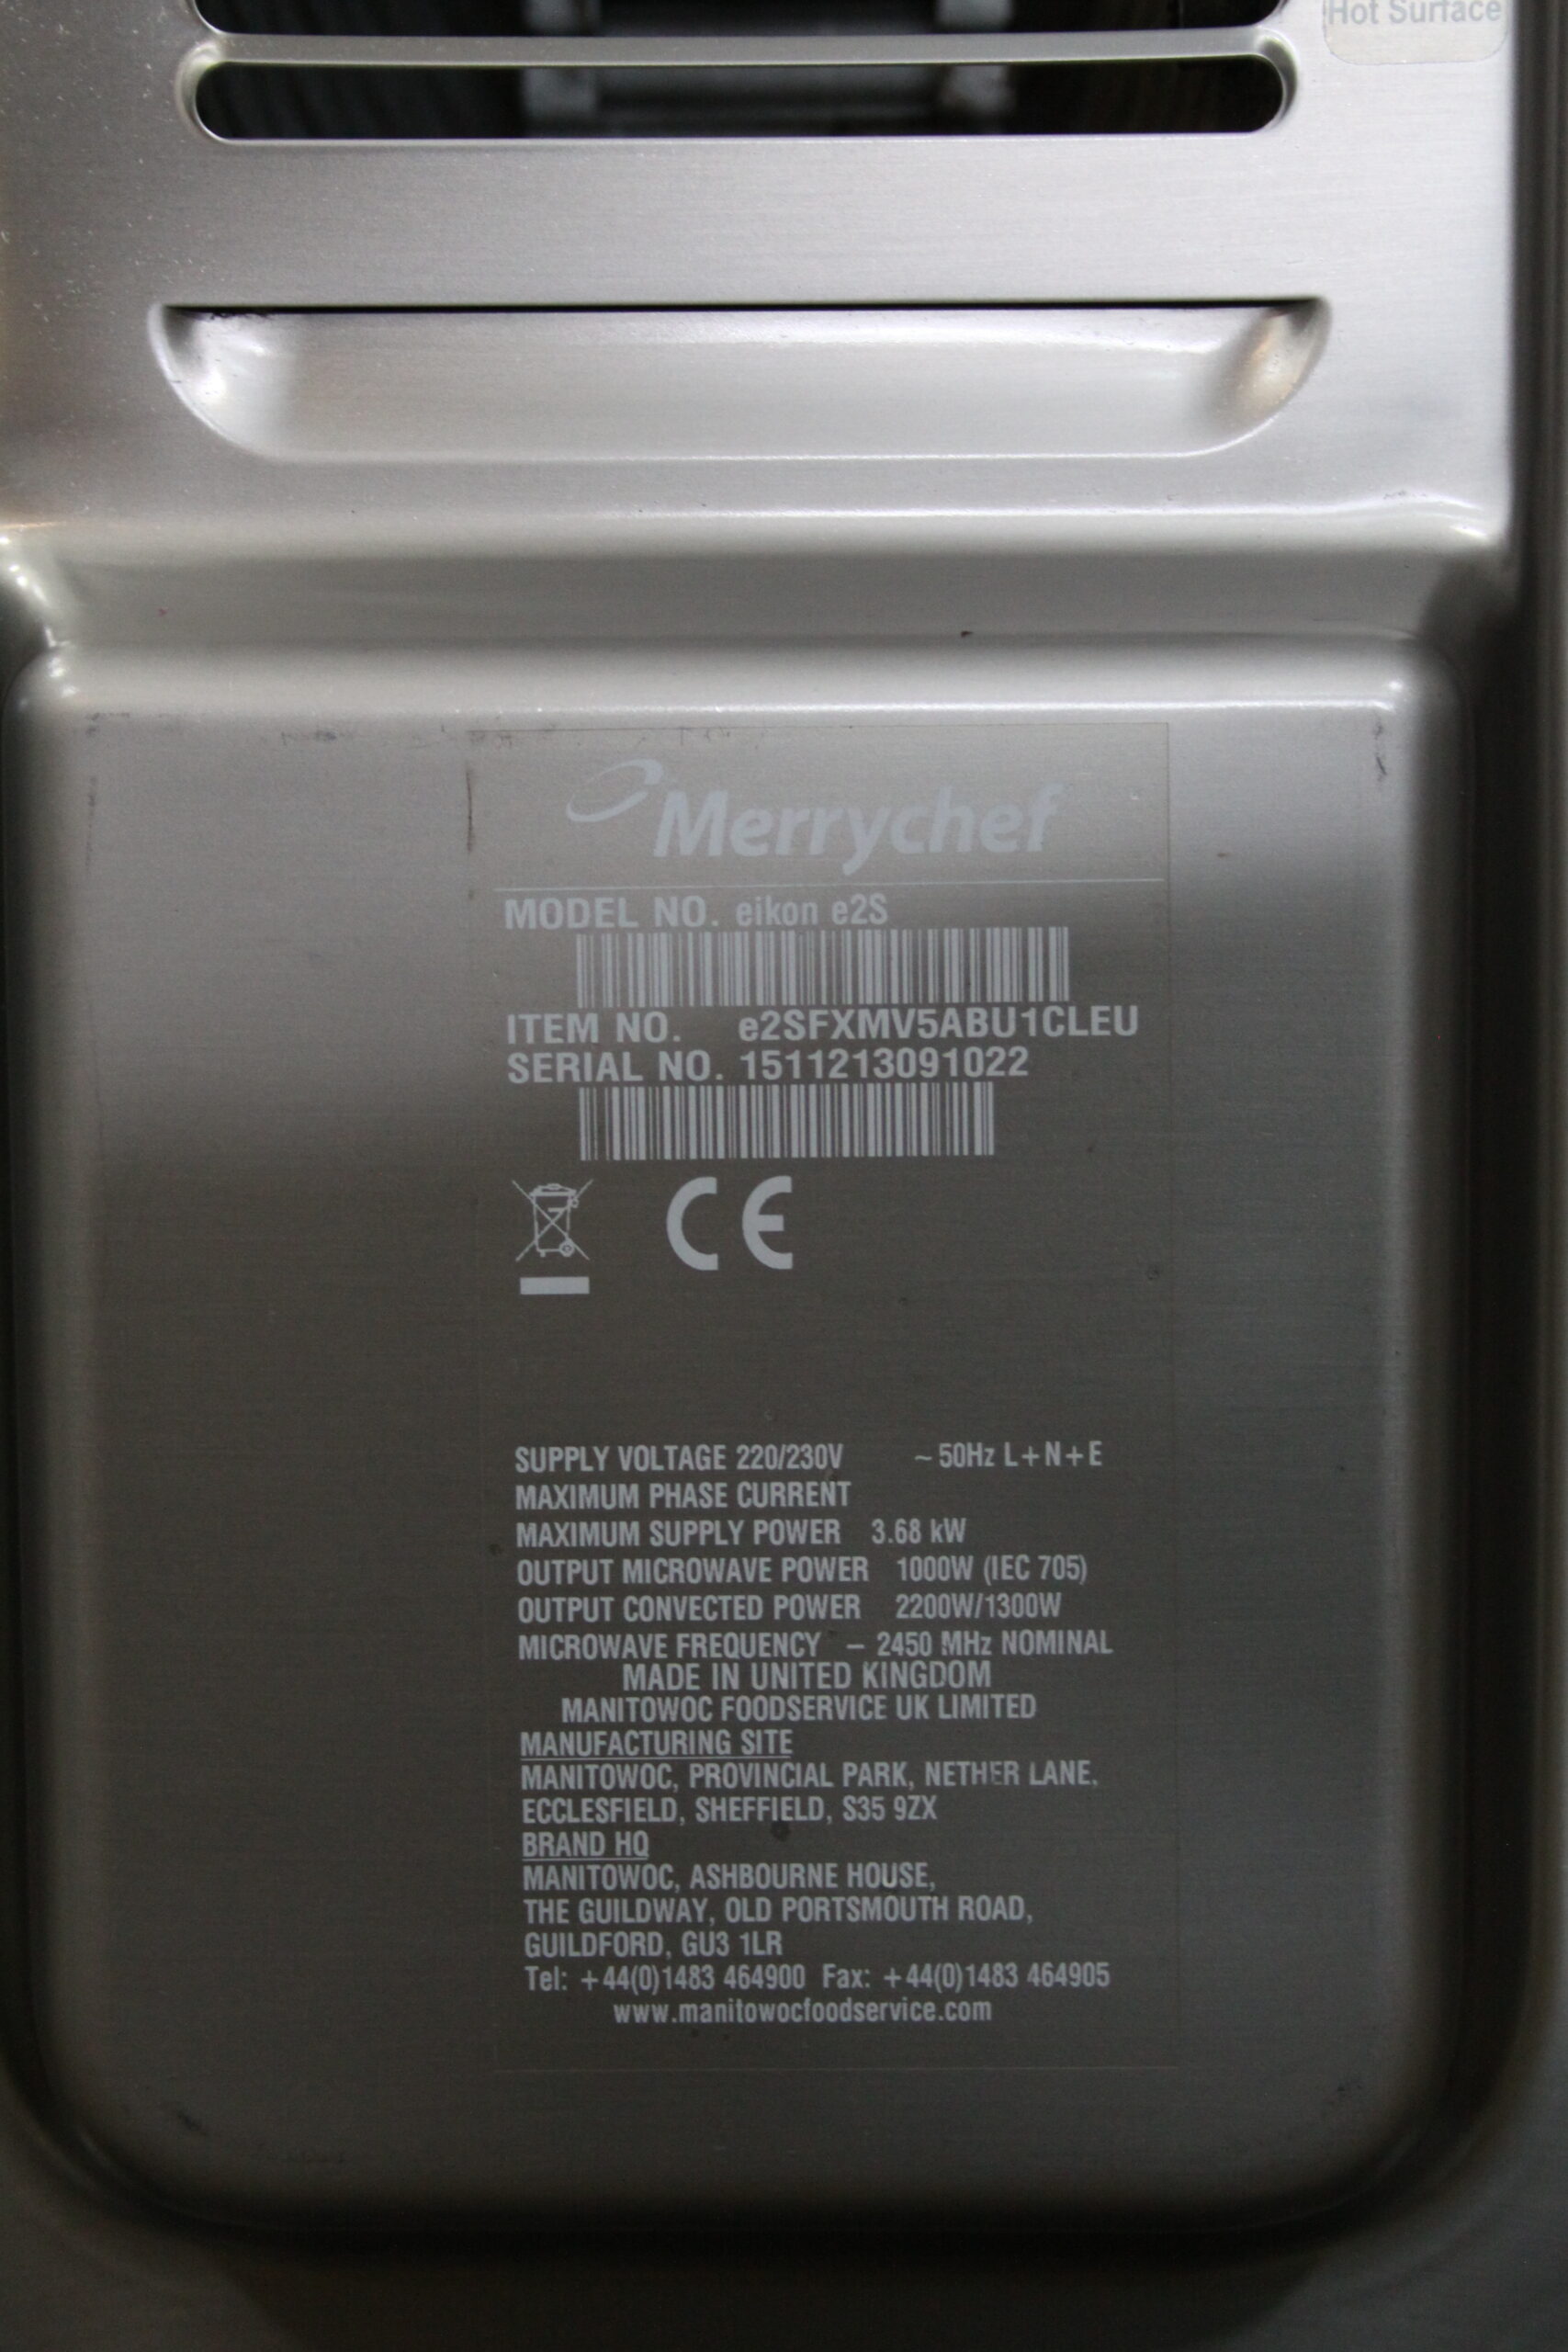 Hot Surface
Merrychef
MODEL NO. eikon e2S
ITEM NO. e2SFXMV5ABU1CLEU
SERIAL NO. 1511213091022
CE
SUPPLY VOLTAGE 220/230V ~ 50Hz L+N+E
MAXIMUM PHASE CURRENT
MAXIMUM SUPPLY POWER 3.68 kW
OUTPUT MICROWAVE POWER 1000W (IEC 705)
OUTPUT CONVECTED POWER 2200W/1300W
MICROWAVE FREQUENCY – 2450 MHz NOMINAL
MADE IN UNITED KINGDOM
MANITOWOC FOODSERVICE UK LIMITED
MANUFACTURING SITE
MANITOWOC, PROVINCIAL PARK, NETHER LANE,
ECCLESFIELD, SHEFFIELD, S35 9ZX
BRAND HQ
MANITOWOC, ASHBOURNE HOUSE,
THE GUILDWAY, OLD PORTSMOUTH ROAD,
GUILDFORD, GU3 1LR
Tel: +44(0)1483 464900 Fax: +44(0)1483 464905
www.manitowocfoodservice.com